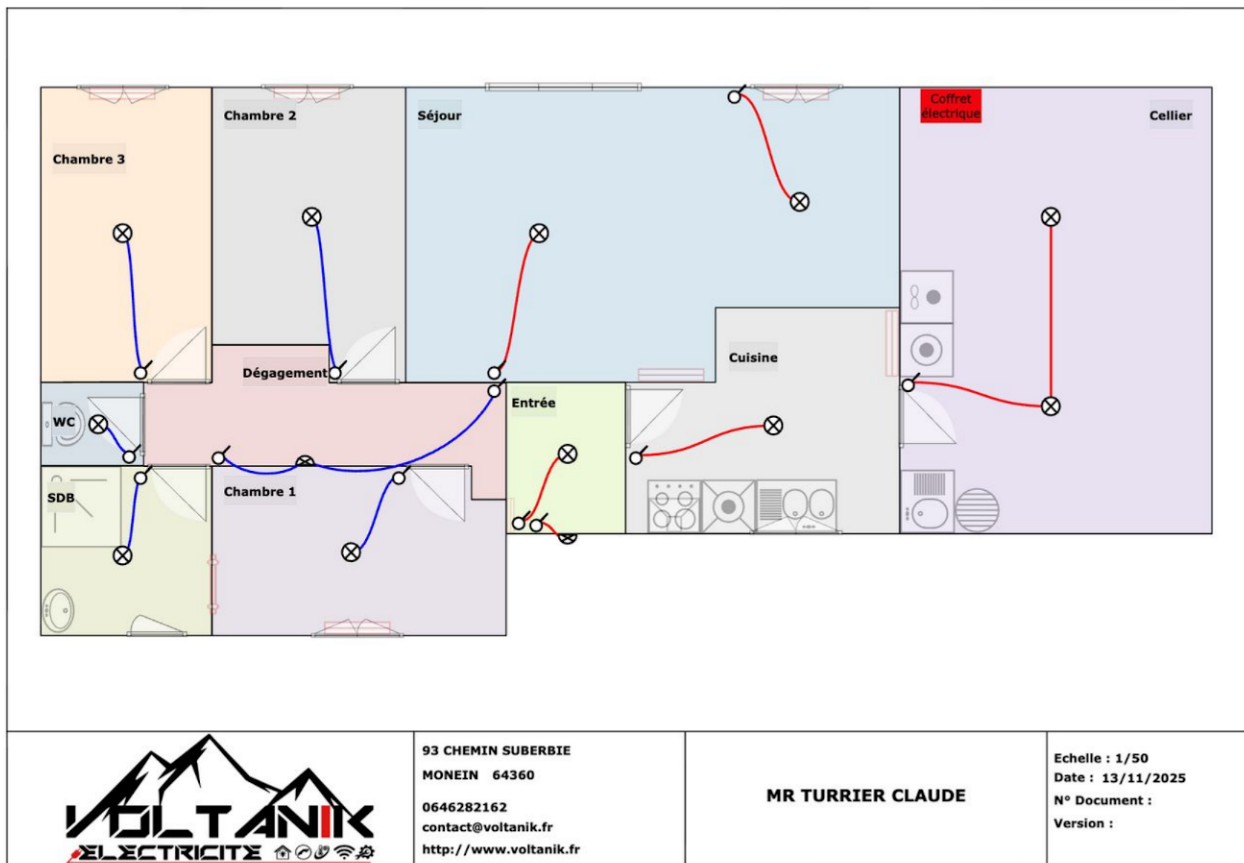 Chambre 3
Chambre 2
Séjour
Coffret
électrique
Cellier
Dégagement
Cuisine
Entrée
WC
SDB
Chambre 1
VOLTANIK
ELECTRICITE
93 CHEMIN SUBERBIE
MONEIN 64360
0646282162
contact@voltanik.fr
http://www.voltanik.fr
MR TURRIER CLAUDE
Echelle : 1/50
Date : 13/11/2025
N° Document :
Version :